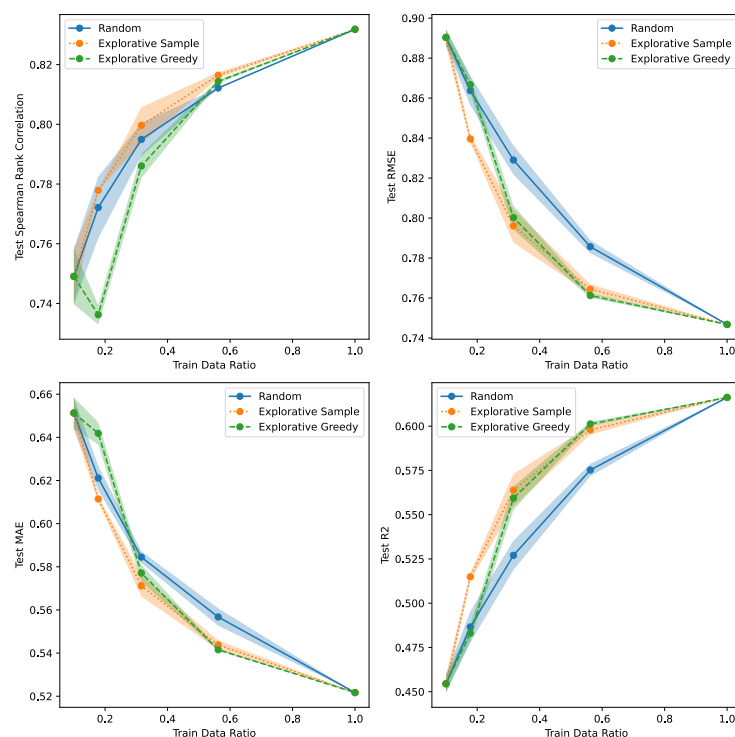 Random
Explorative Sample
Explorative Greedy
0.82
0.80
0.78
0.76
0.74
Test Spearman Rank Correlation
0.2 0.4 0.6 0.8 1.0
Train Data Ratio
Random
Explorative Sample
Explorative Greedy
0.90
0.88
0.86
0.84
0.82
0.80
0.78
0.76
0.74
Test RMSE
0.2 0.4 0.6 0.8 1.0
Train Data Ratio
Random
Explorative Sample
Explorative Greedy
0.66
0.64
0.62
0.60
0.58
0.56
0.54
0.52
Test MAE
0.2 0.4 0.6 0.8 1.0
Train Data Ratio
Random
Explorative Sample
Explorative Greedy
0.600
0.575
0.550
0.525
0.500
0.475
0.450
Test R2
0.2 0.4 0.6 0.8 1.0
Train Data Ratio